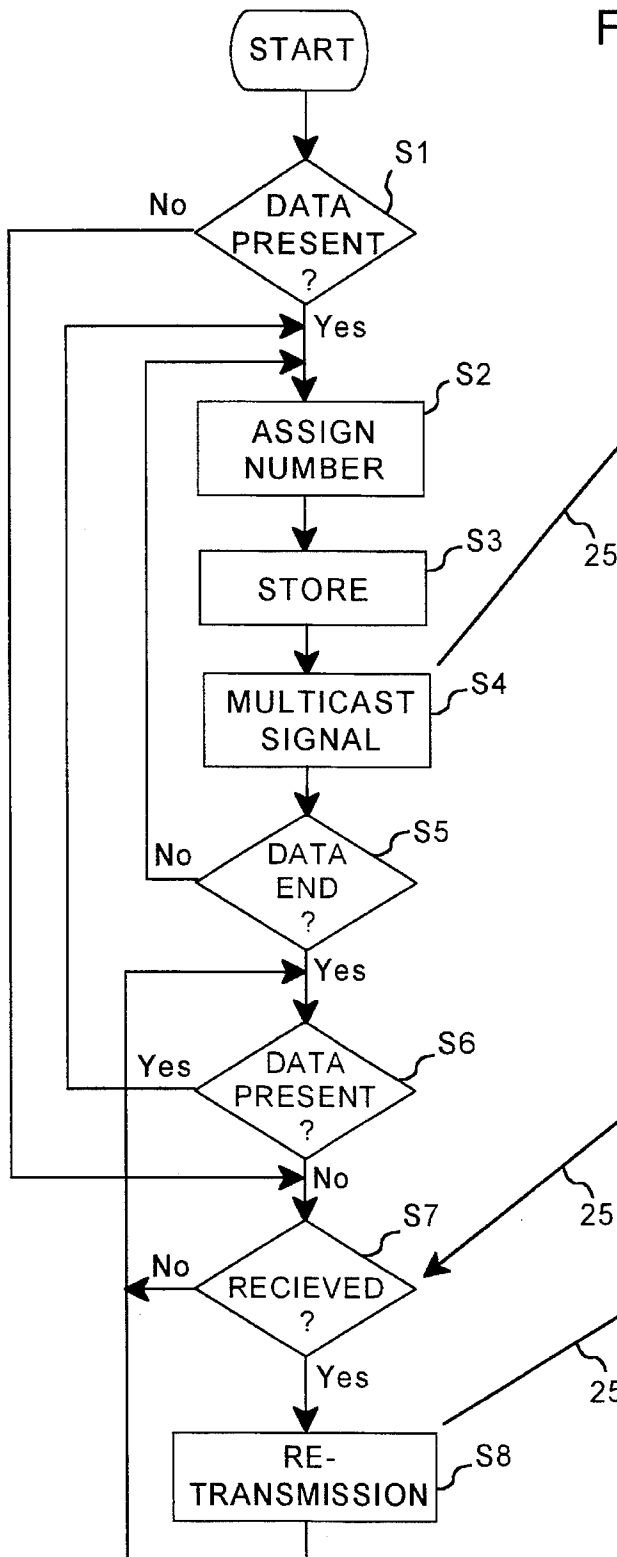 F
START
S1
No
DATA
PRESENT
?
Yes
S2
ASSIGN
NUMBER
25
S3
STORE
S4
MULTICAST
SIGNAL
S5
No
DATA
END
?
Yes
S6
Yes
DATA
PRESENT
?
No
25
S7
No
RECIEVED
?
Yes
25
S8
RE-
TRANSMISSION